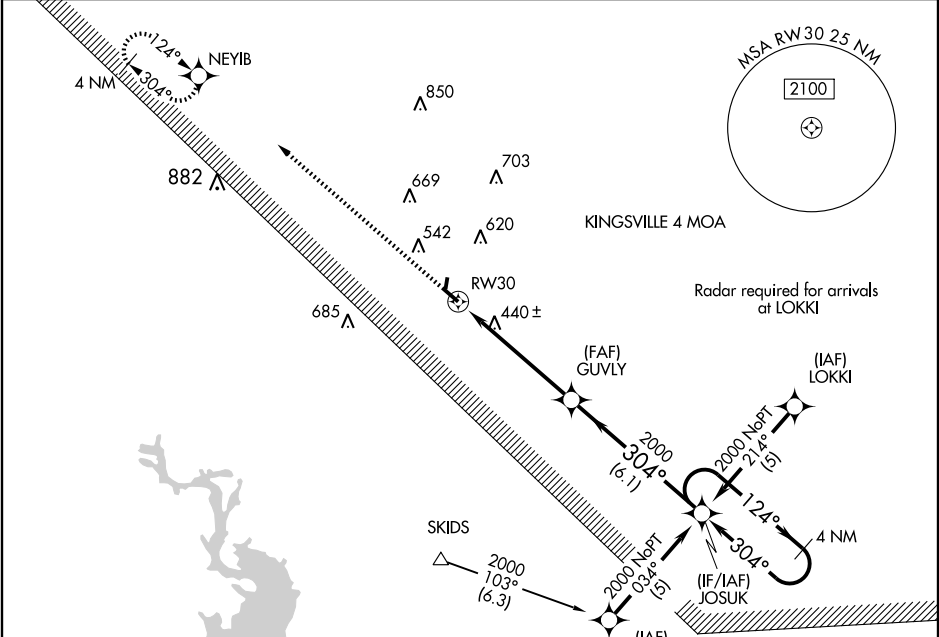 124°
NEYIB
4 NM
304°
MSA RW30 25 NM
2100
850
703
882
669
KINGSVILLE 4 MOA
542
620
RW30
Radar required for arrivals
at LOKKI
685
440 ±
(FAF)
GUVLY
(IAF)
LOKKI
2000
304°
(6.1)
2000 NoPT
214°
(5)
124°
4 NM
304°
SKIDS
2000
103°
(6.3)
2000 NoPT
034°
(5)
(IF/IAF)
JOSUK
(IAF)